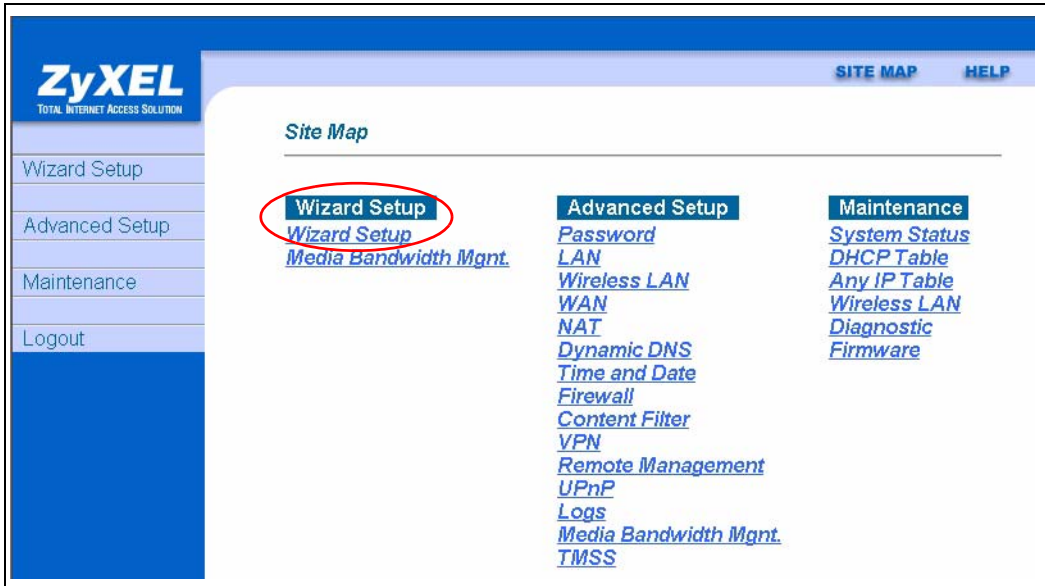 ZyXEL
TOTAL INTERNET ACCESS SOLUTION
SITE MAP HELP
Wizard Setup
Advanced Setup
Maintenance
Logout
Site Map
Wizard Setup
Wizard Setup
Media Bandwidth Mgnt.
Advanced Setup
Password
LAN
Wireless LAN
WAN
NAT
Dynamic DNS
Time and Date
Firewall
Content Filter
VPN
Remote Management
UPnP
Logs
Media Bandwidth Mgnt.
TMSS
Maintenance
System Status
DHCP Table
Any IP Table
Wireless LAN
Diagnostic
Firmware